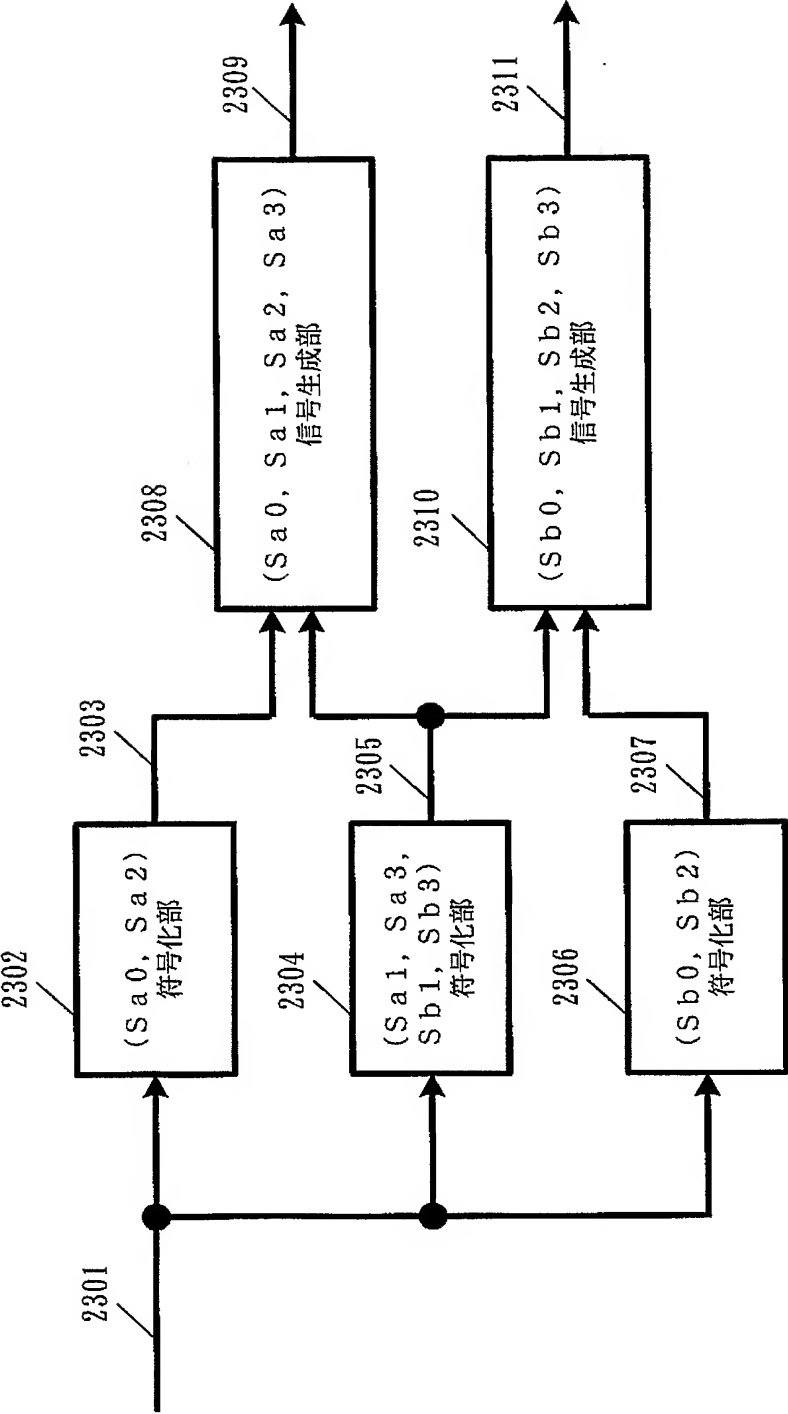 2301
2302
(Sa0, Sa2)
符号化部
2303
2304
(Sa1, Sa3,
Sb1, Sb3)
符号化部
2305
2306
(Sb0, Sb2)
符号化部
2307
2308
(Sa0, Sa1, Sa2, Sa3)
信号生成部
2309
2310
(Sb0, Sb1, Sb2, Sb3)
信号生成部
2311